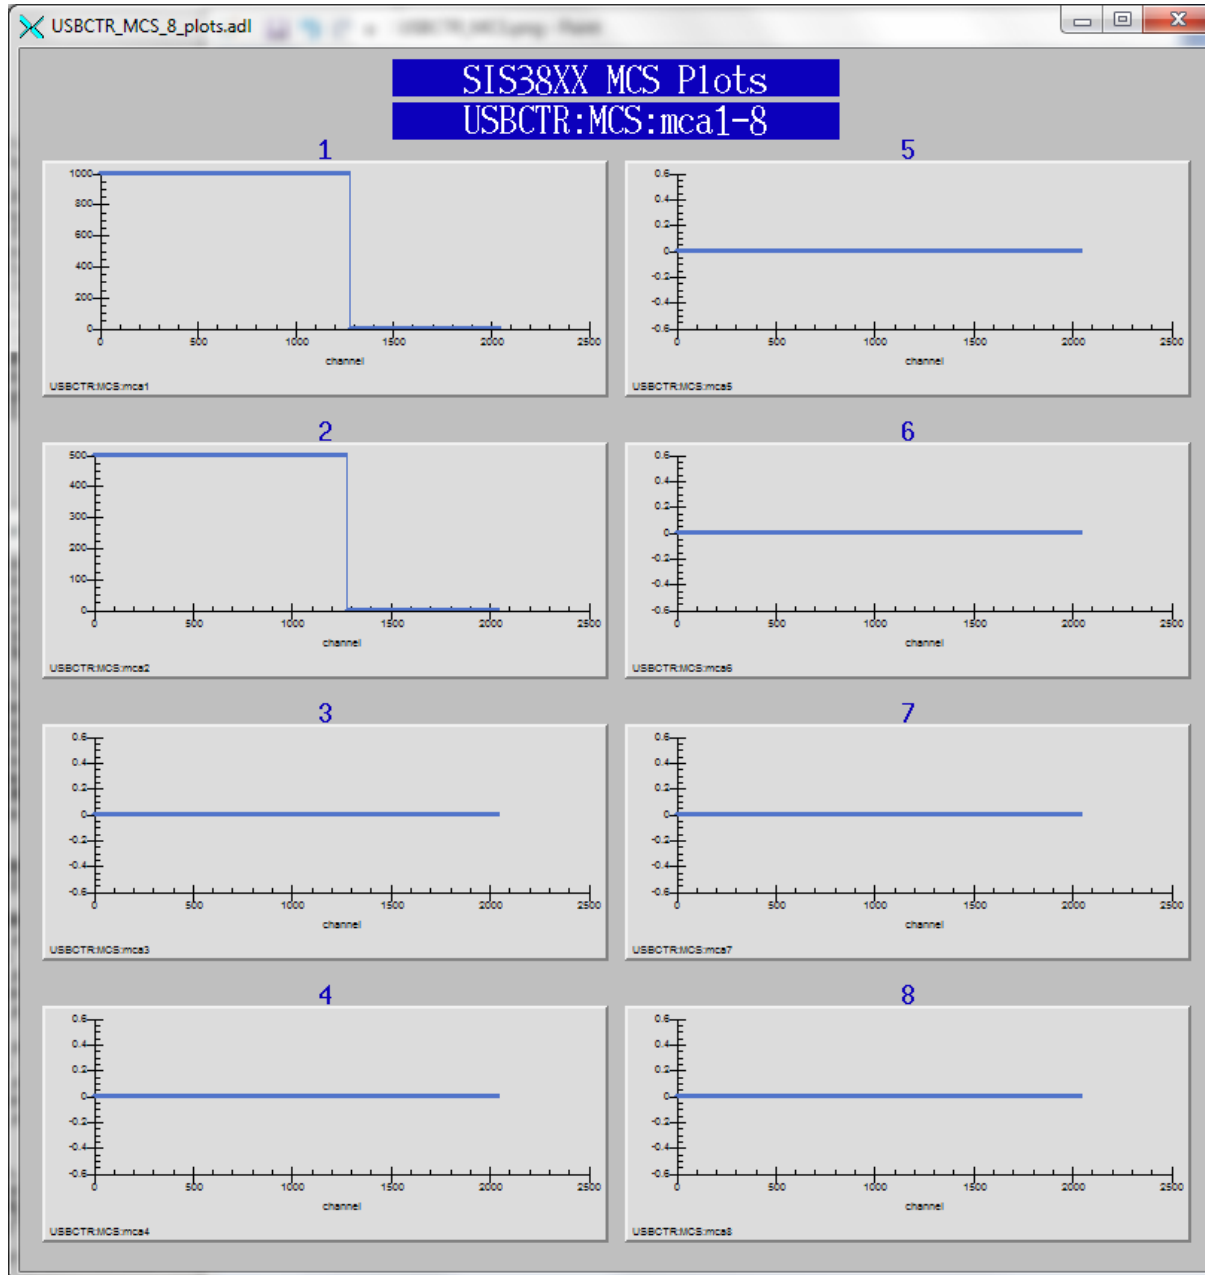 USBCTR_MCS_8_plots.adl
SIS38XX MCS Plots
USBCTR:MCS:mca1-8
1
1000
800
600
400
200
0
0 500 1000 1500 2000 2500
channel
USBCTR:MCS:mca1
5
0.6
0.4
0.2
0
-0.2
-0.4
-0.6
0 500 1000 1500 2000 2500
channel
USBCTR:MCS:mca5
2
500
400
300
200
100
0
0 500 1000 1500 2000 2500
channel
USBCTR:MCS:mca2
6
0.6
0.4
0.2
0
-0.2
-0.4
-0.6
0 500 1000 1500 2000 2500
channel
USBCTR:MCS:mca6
3
0.6
0.4
0.2
0
-0.2
-0.4
-0.6
0 500 1000 1500 2000 2500
channel
USBCTR:MCS:mca3
7
0.6
0.4
0.2
0
-0.2
-0.4
-0.6
0 500 1000 1500 2000 2500
channel
USBCTR:MCS:mca7
4
0.6
0.4
0.2
0
-0.2
-0.4
-0.6
0 500 1000 1500 2000 2500
channel
USBCTR:MCS:mca4
8
0.6
0.4
0.2
0
-0.2
-0.4
-0.6
0 500 1000 1500 2000 2500
channel
USBCTR:MCS:mca8